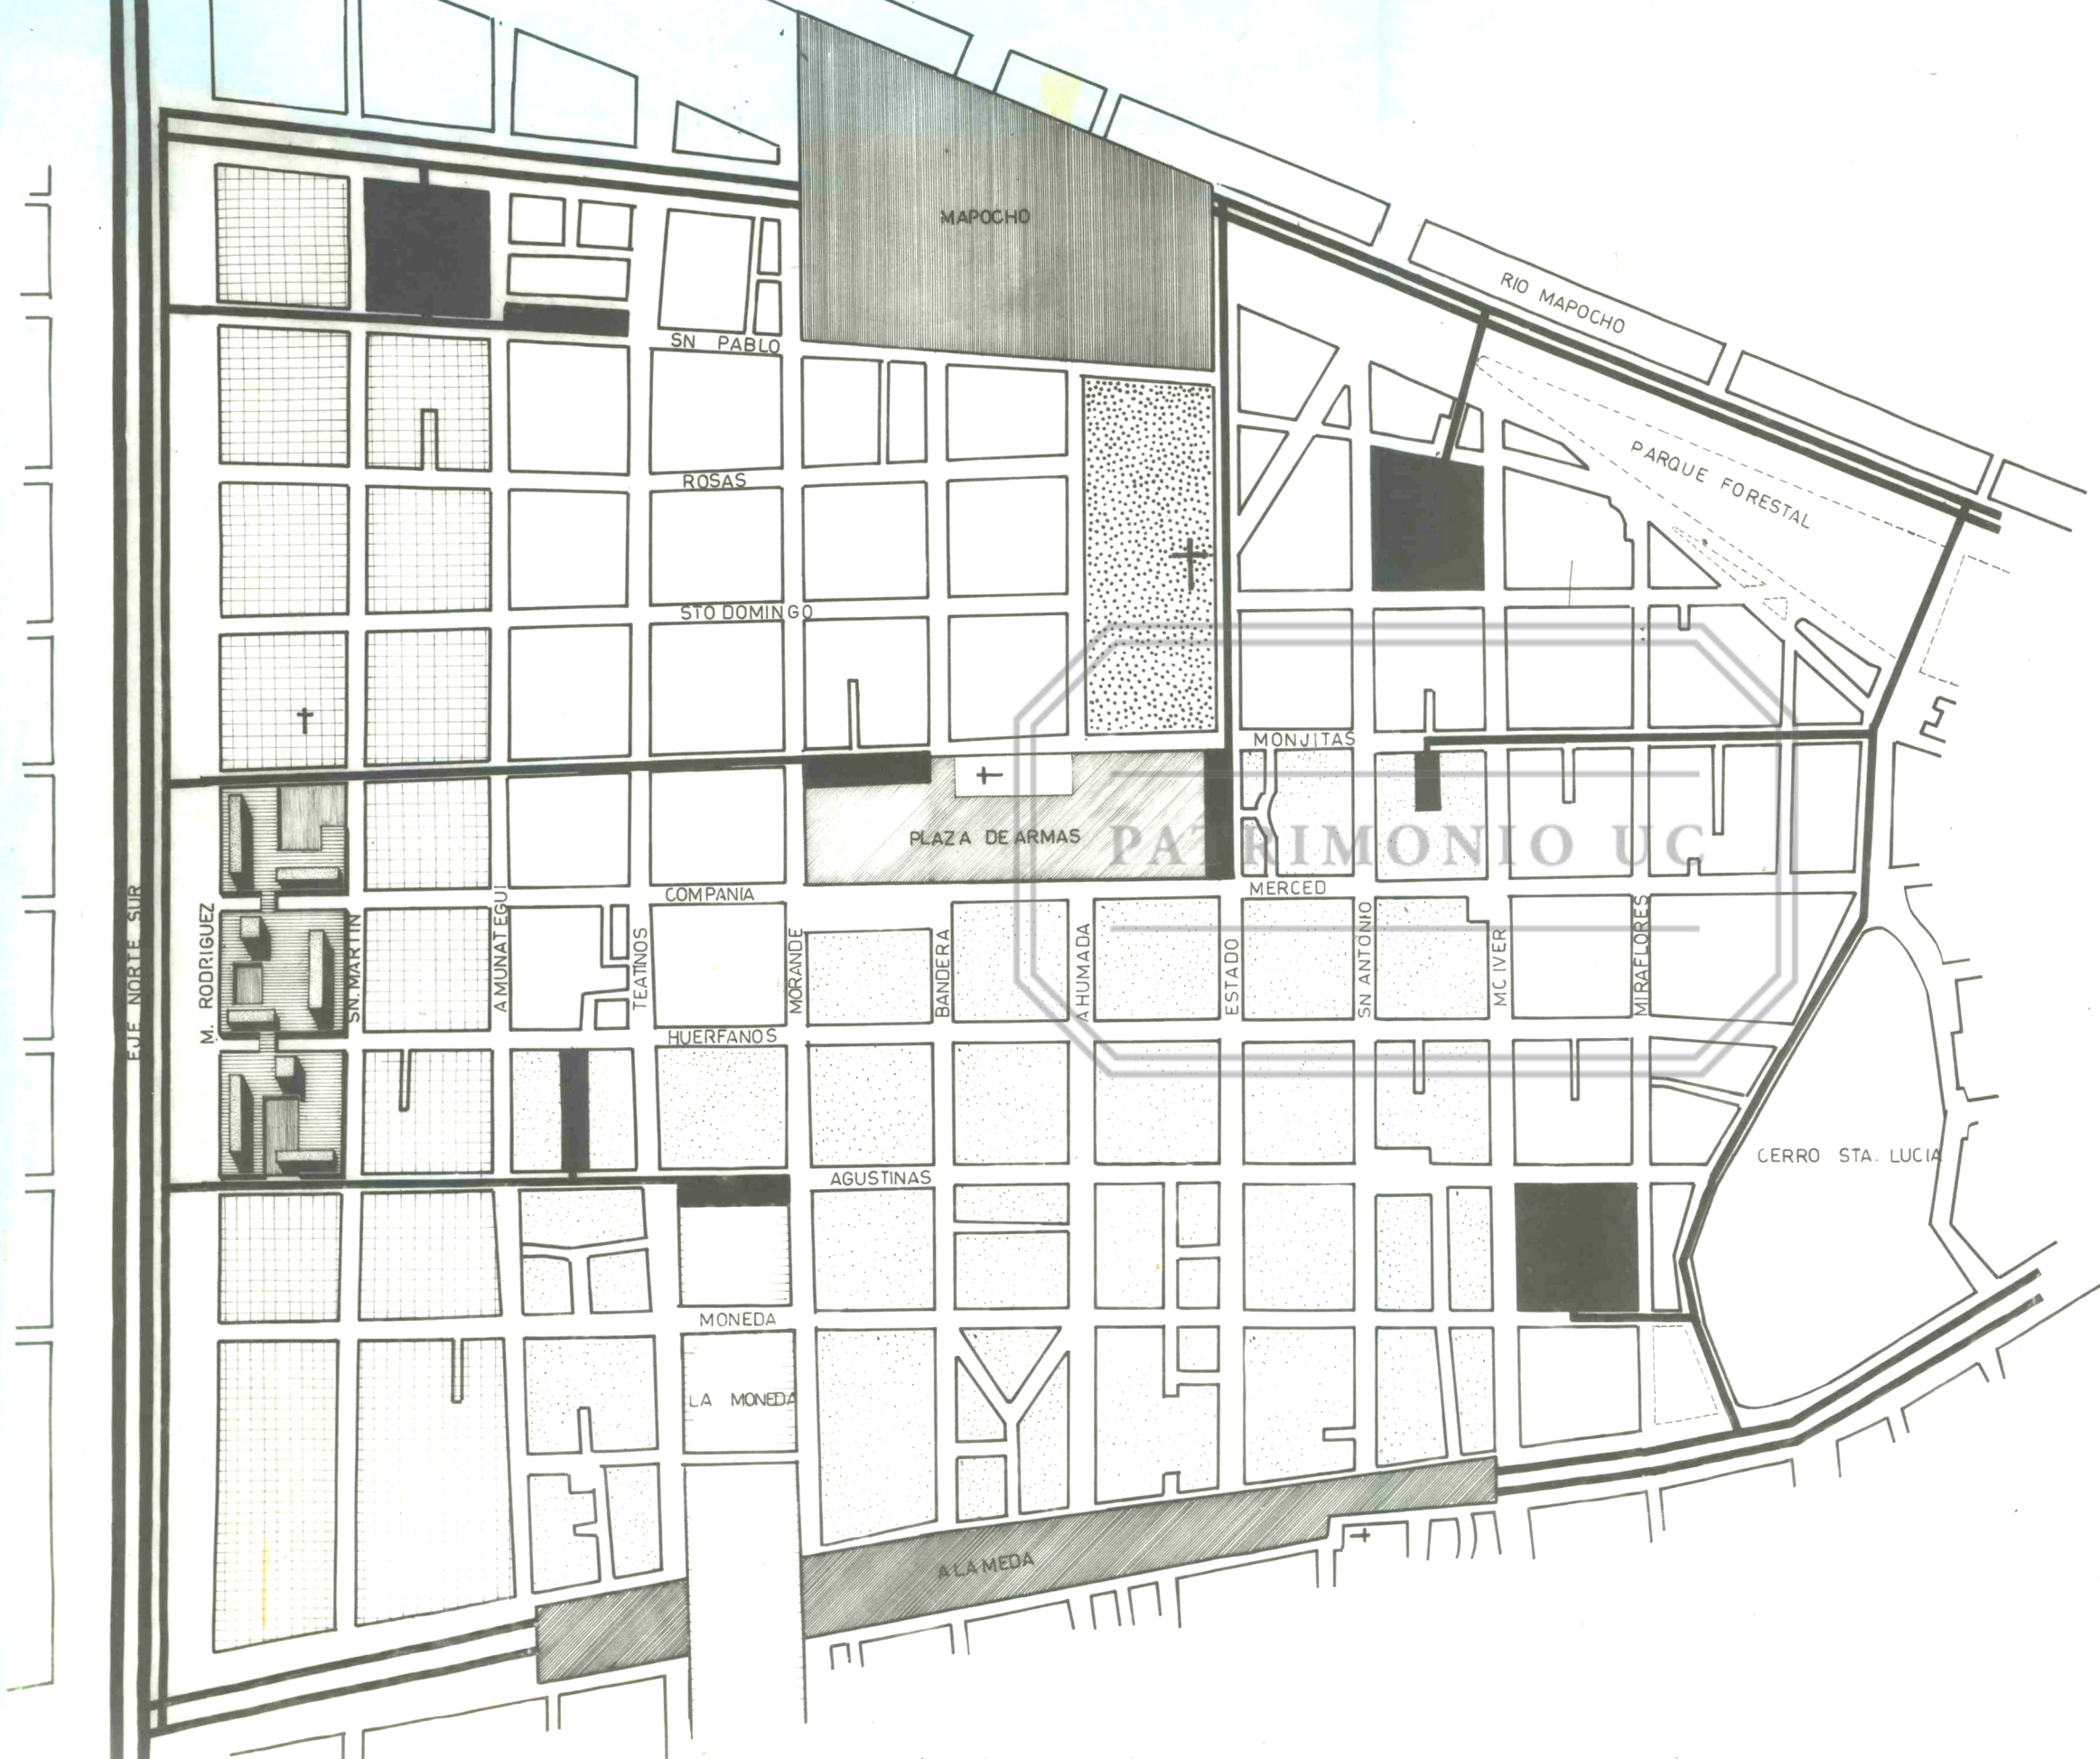 MAPOCHO
RIO MAPOCHO
SN PABLO
PARQUE FORESTAL
ROSAS
STO DOMINGO
MONJITAS
PLAZA DE ARMAS
PATRIMONIO UC
COMPANIA
MERCED
EJE NORTE SUR
M. RODRIGUEZ
SN. MARTIN
AMUNATEGUI
TEATINOS
MORANDE
BANDERA
AHUMADA
ESTADO
SN ANTONIO
MC IVER
MIRAFLORES
HUERFANOS
CERRO STA. LUCIA
AGUSTINAS
MONEDA
LA MONEDA
ALAMEDA